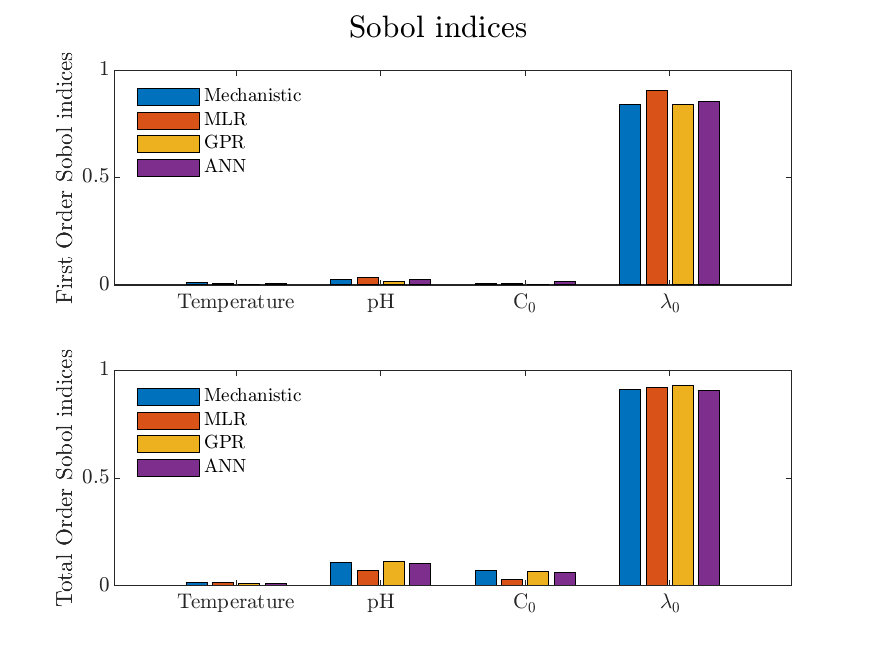 Sobol indices
First Order Sobol indices
1
0.5
0
Mechanistic
MLR
GPR
ANN
Temperature pH C₀ λ₀
Total Order Sobol indices
1
0.5
0
Mechanistic
MLR
GPR
ANN
Temperature pH C₀ λ₀